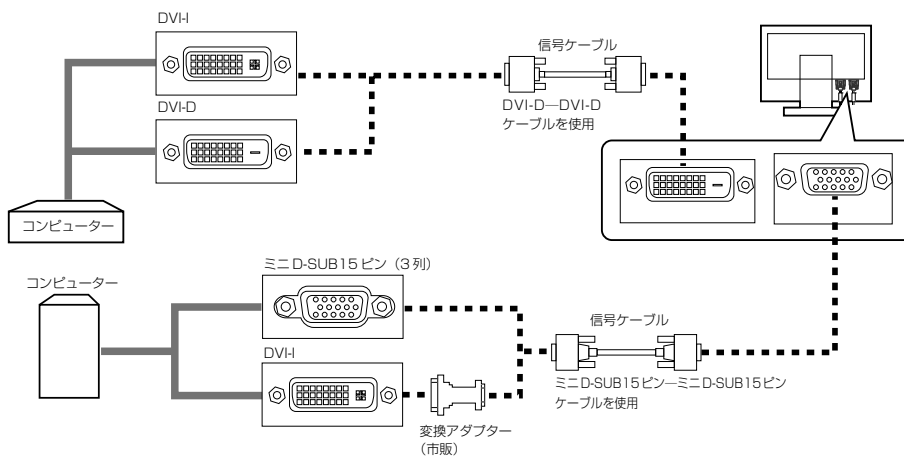 DVI-I
DVI-D
コンピューター
信号ケーブル
DVI-D―DVI-D
ケーブルを使用
コンピューター
ミニD-SUB15ピン（3列）
DVI-I
変換アダプター
（市販）
信号ケーブル
ミニD-SUB15ピン―ミニD-SUB15ピン
ケーブルを使用